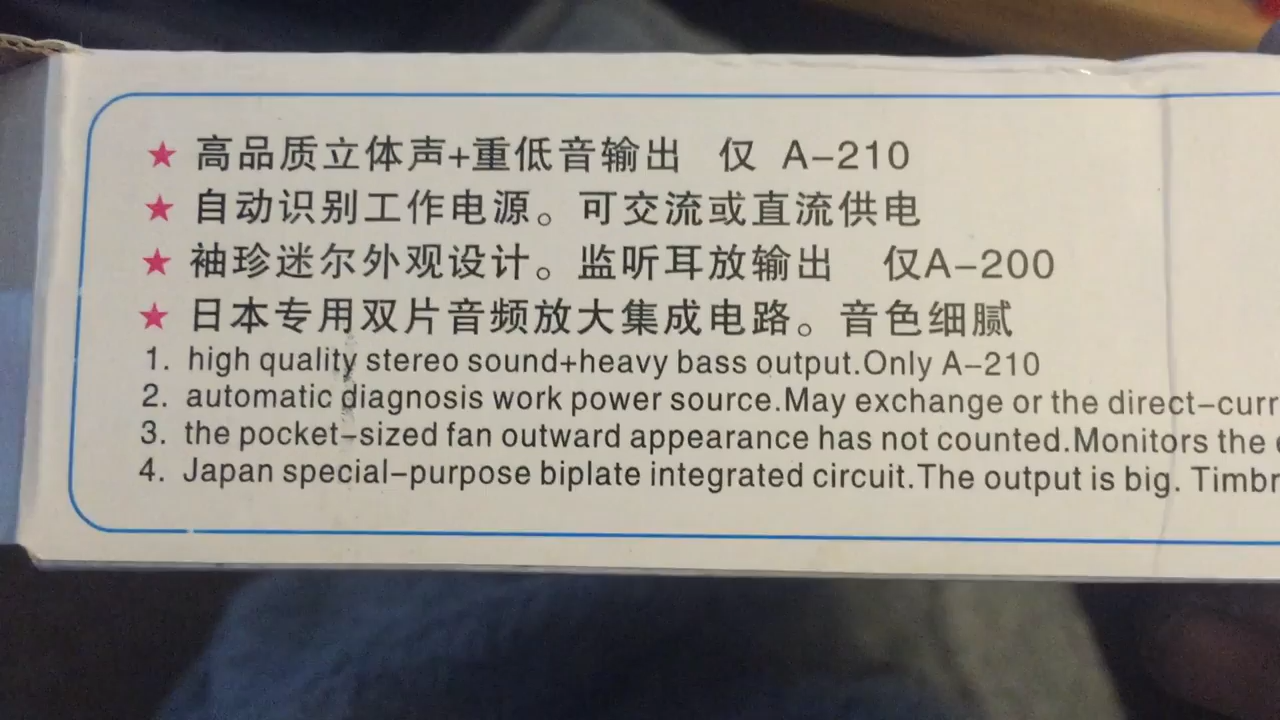 ★ 高品质立体声+重低音输出 仅 A-210
★ 自动识别工作电源。可交流或直流供电
★ 袖珍迷尔外观设计。监听耳放输出 仅A-200
★ 日本专用双片音频放大集成电路。音色细腻
1. high quality stereo sound+heavy bass output.Only A-210
2. automatic diagnosis work power source.May exchange or the direct-curr
3. the pocket-sized fan outward appearance has not counted.Monitors the
4. Japan special-purpose biplate integrated circuit.The output is big. Timbr